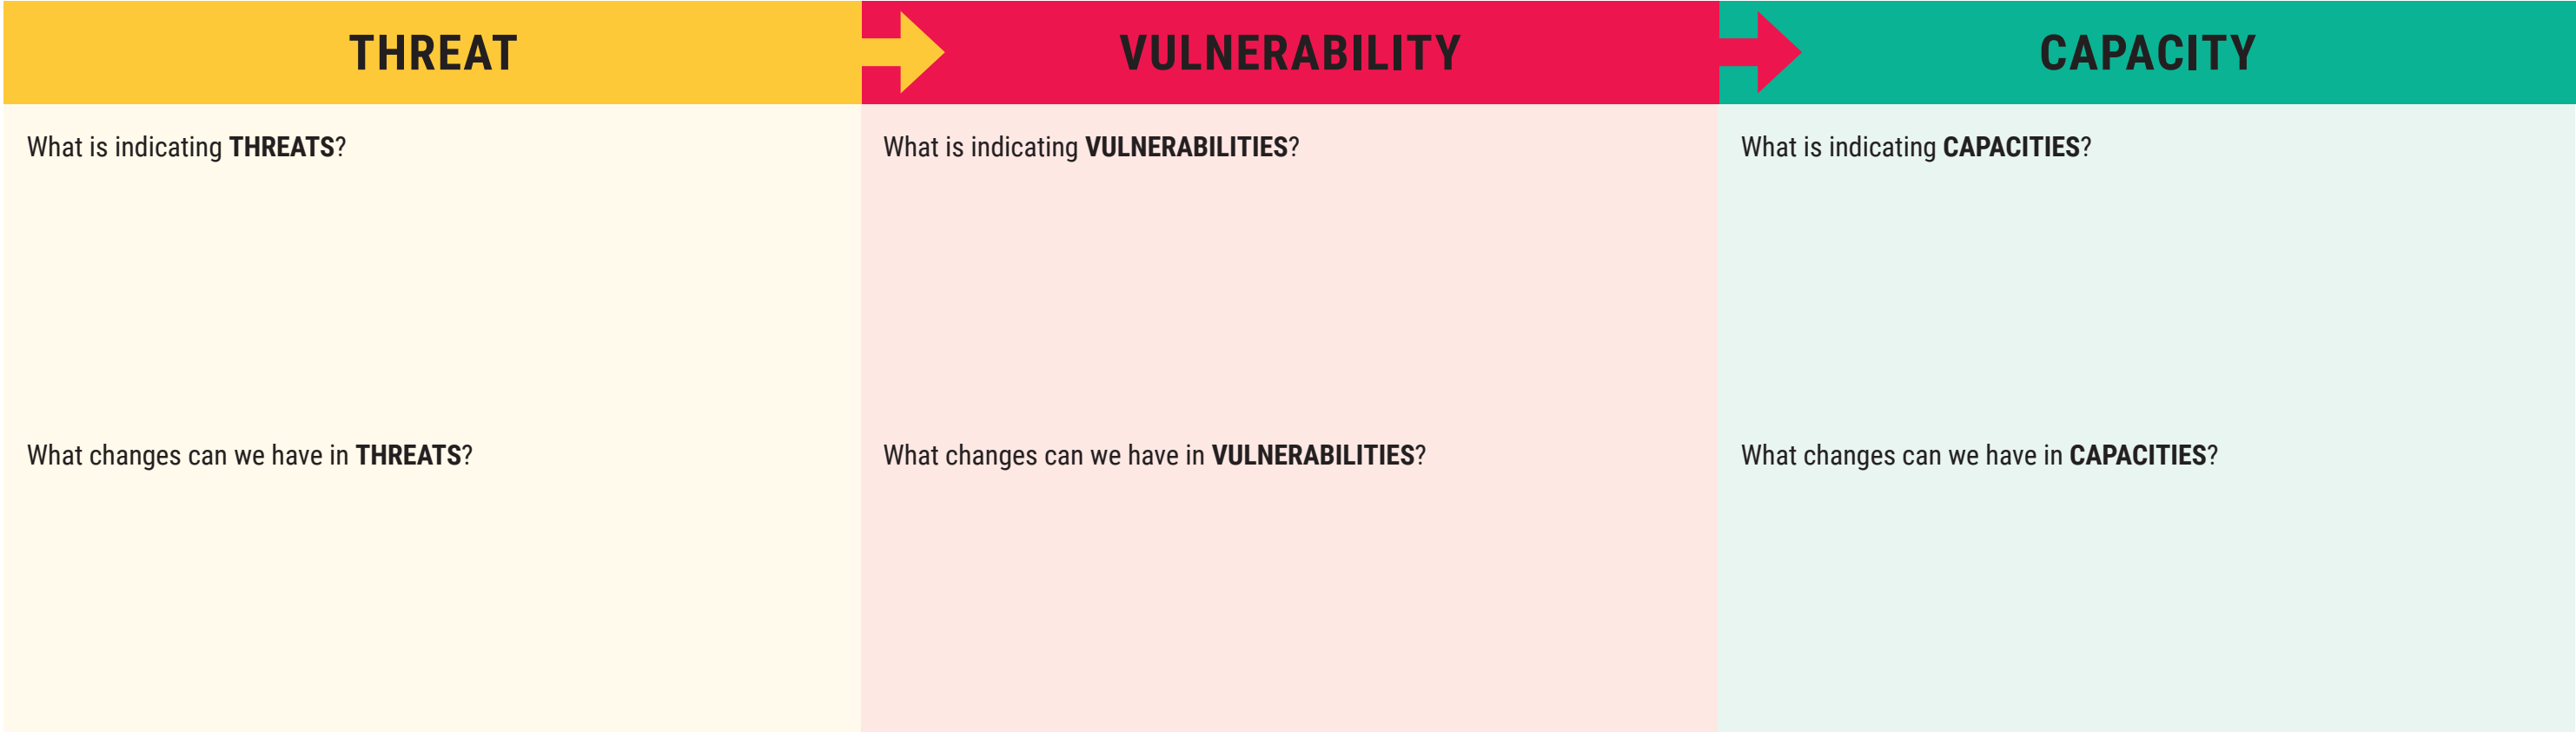 THREAT
VULNERABILITY
CAPACITY
What is indicating THREATS?
What is indicating VULNERABILITIES?
What is indicating CAPACITIES?
What changes can we have in THREATS?
What changes can we have in VULNERABILITIES?
What changes can we have in CAPACITIES?